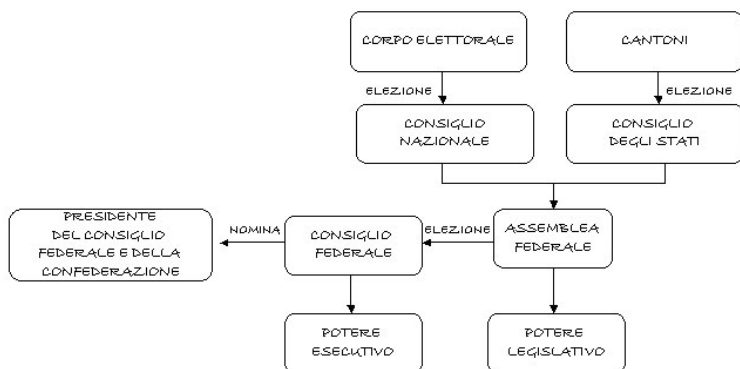 CORPO ELETTORALE
CANTONI
ELEZIONE
ELEZIONE
CONSIGLIO
NAZIONALE
CONSIGLIO
DEGLI STATI
PRESIDENTE
DEL CONSIGLIO
FEDERALE E DELLA
CONFEDERAZIONE
NOMINA
CONSIGLIO
FEDERALE
ELEZIONE
ASSEMBLEA
FEDERALE
POTERE
ESECUTIVO
POTERE
LEGISLATIVO